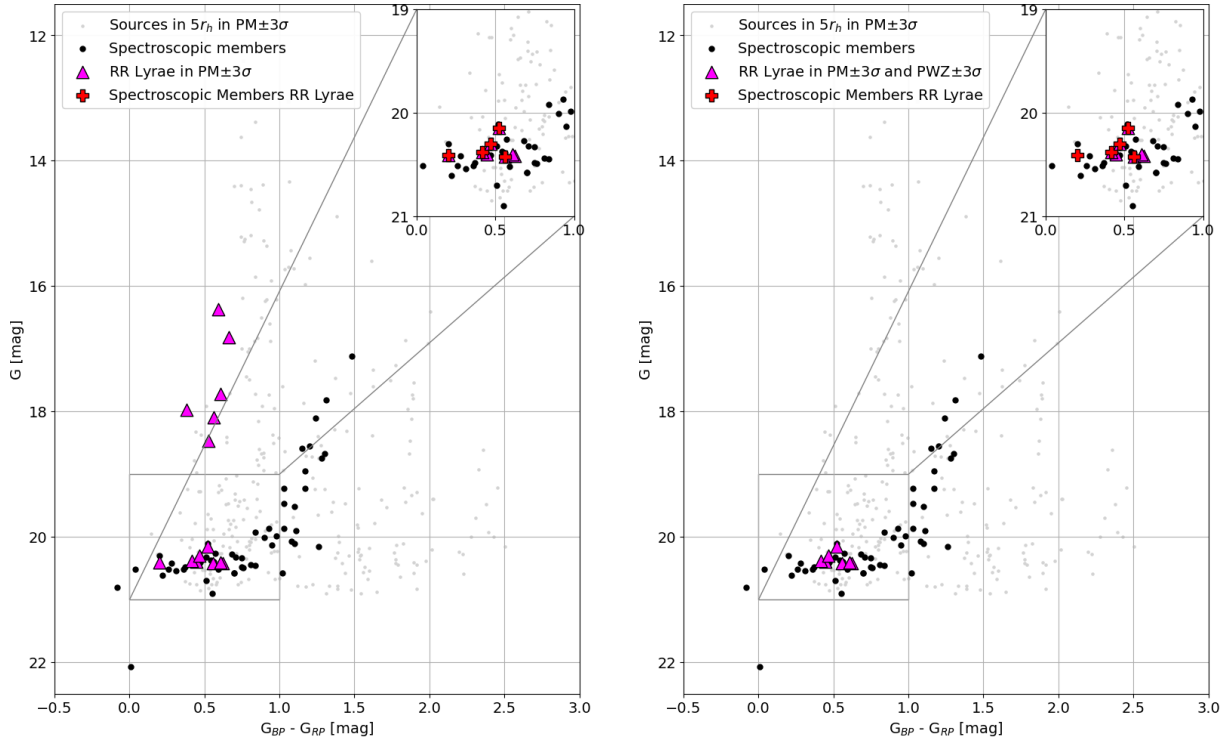 Sources in 5r_h in PM±3σ
Spectroscopic members
RR Lyrae in PM±3σ
Spectroscopic Members RR Lyrae
19
20
21
0.0 0.5 1.0
12
14
16
18
20
22
G [mag]
−0.5 0.0 0.5 1.0 1.5 2.0 2.5 3.0
G_BP - G_RP [mag]
Sources in 5r_h in PM±3σ
Spectroscopic members
RR Lyrae in PM±3σ and PWZ±3σ
Spectroscopic Members RR Lyrae
19
20
21
0.0 0.5 1.0
12
14
16
18
20
22
G [mag]
−0.5 0.0 0.5 1.0 1.5 2.0 2.5 3.0
G_BP - G_RP [mag]